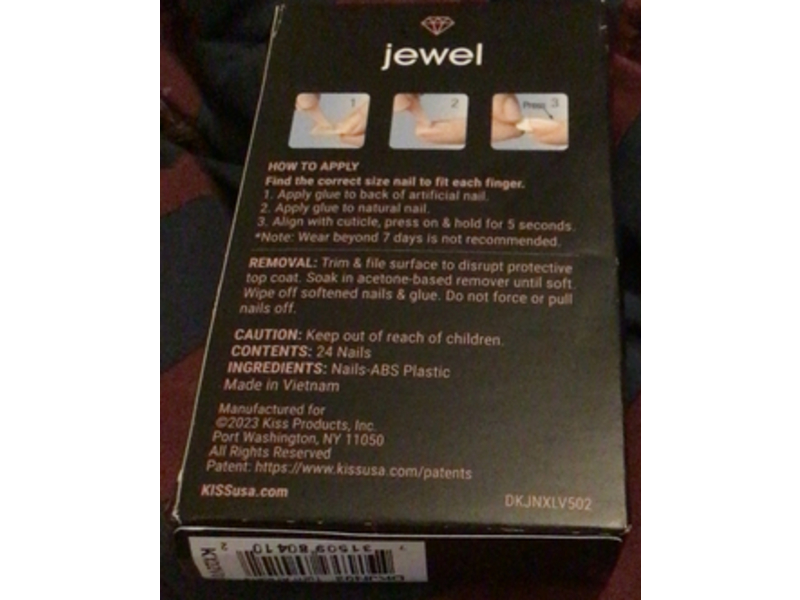 jewel
1
2
Press 3
HOW TO APPLY
Find the correct size nail to fit each finger.
1. Apply glue to back of artificial nail.
2. Apply glue to natural nail.
3. Align with cuticle, press on & hold for 5 seconds.
*Note: Wear beyond 7 days is not recommended.
REMOVAL: Trim & file surface to disrupt protective
top coat. Soak in acetone-based remover until soft.
Wipe off softened nails & glue. Do not force or pull
nails off.
CAUTION: Keep out of reach of children.
CONTENTS: 24 Nails
INGREDIENTS: Nails-ABS Plastic
Made in Vietnam
Manufactured for
©2023 Kiss Products, Inc.
Port Washington, NY 11050
All Rights Reserved
Patent: https://www.kissusa.com/patents
KISSusa.com
DKJNXLV502
7 31509 80410 2